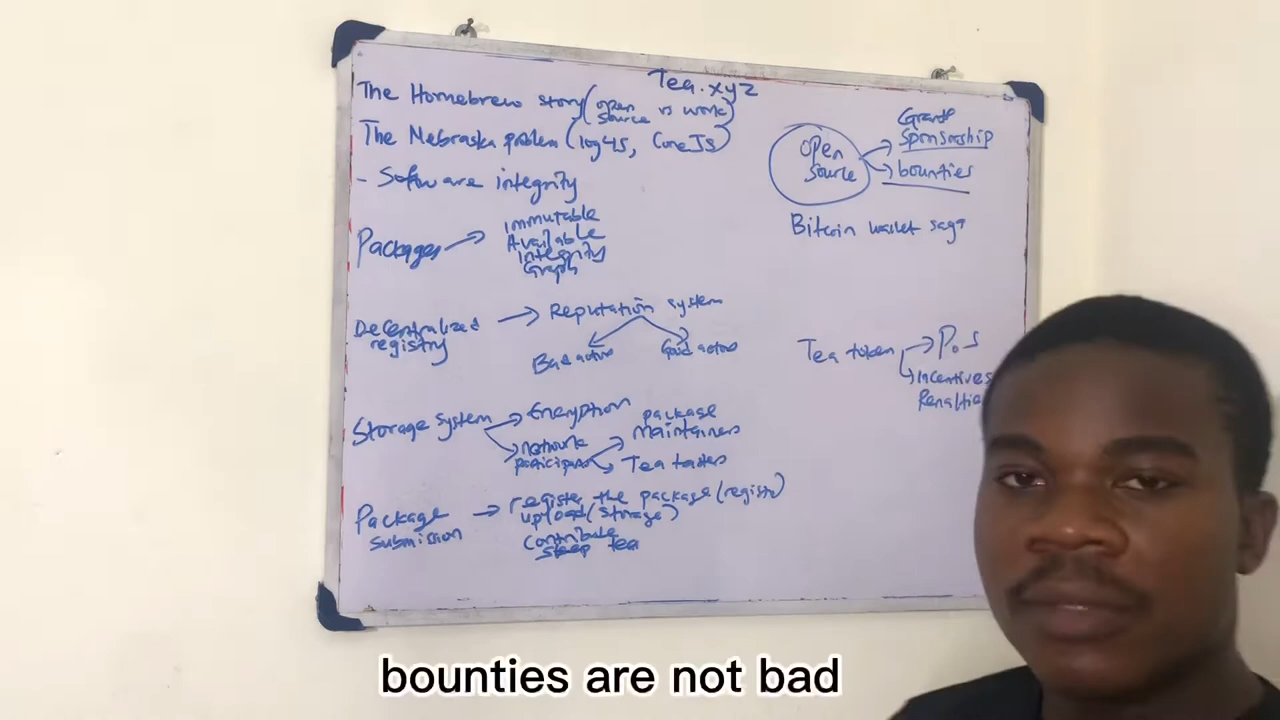 Tea.xyz
The Homebrew story (open source vs work)
The Nebraska problem (log4J, CoreJS)
- Software integrity
Packages → Immutable
Available
Integrity
Graph
Decentralized registry → Reputation system
Bad actors
Good actors
Storage system → Encryption
→ network participants → package maintainers
→ Tea tasters
Package submission → register the package (registry)
upload (storage)
contribute
steep tea
open source → Grants
sponsorship
→ bounties
Bitcoin wallet saga
Tea token → P.o.S
→ Incentives
Penalties
bounties are not bad